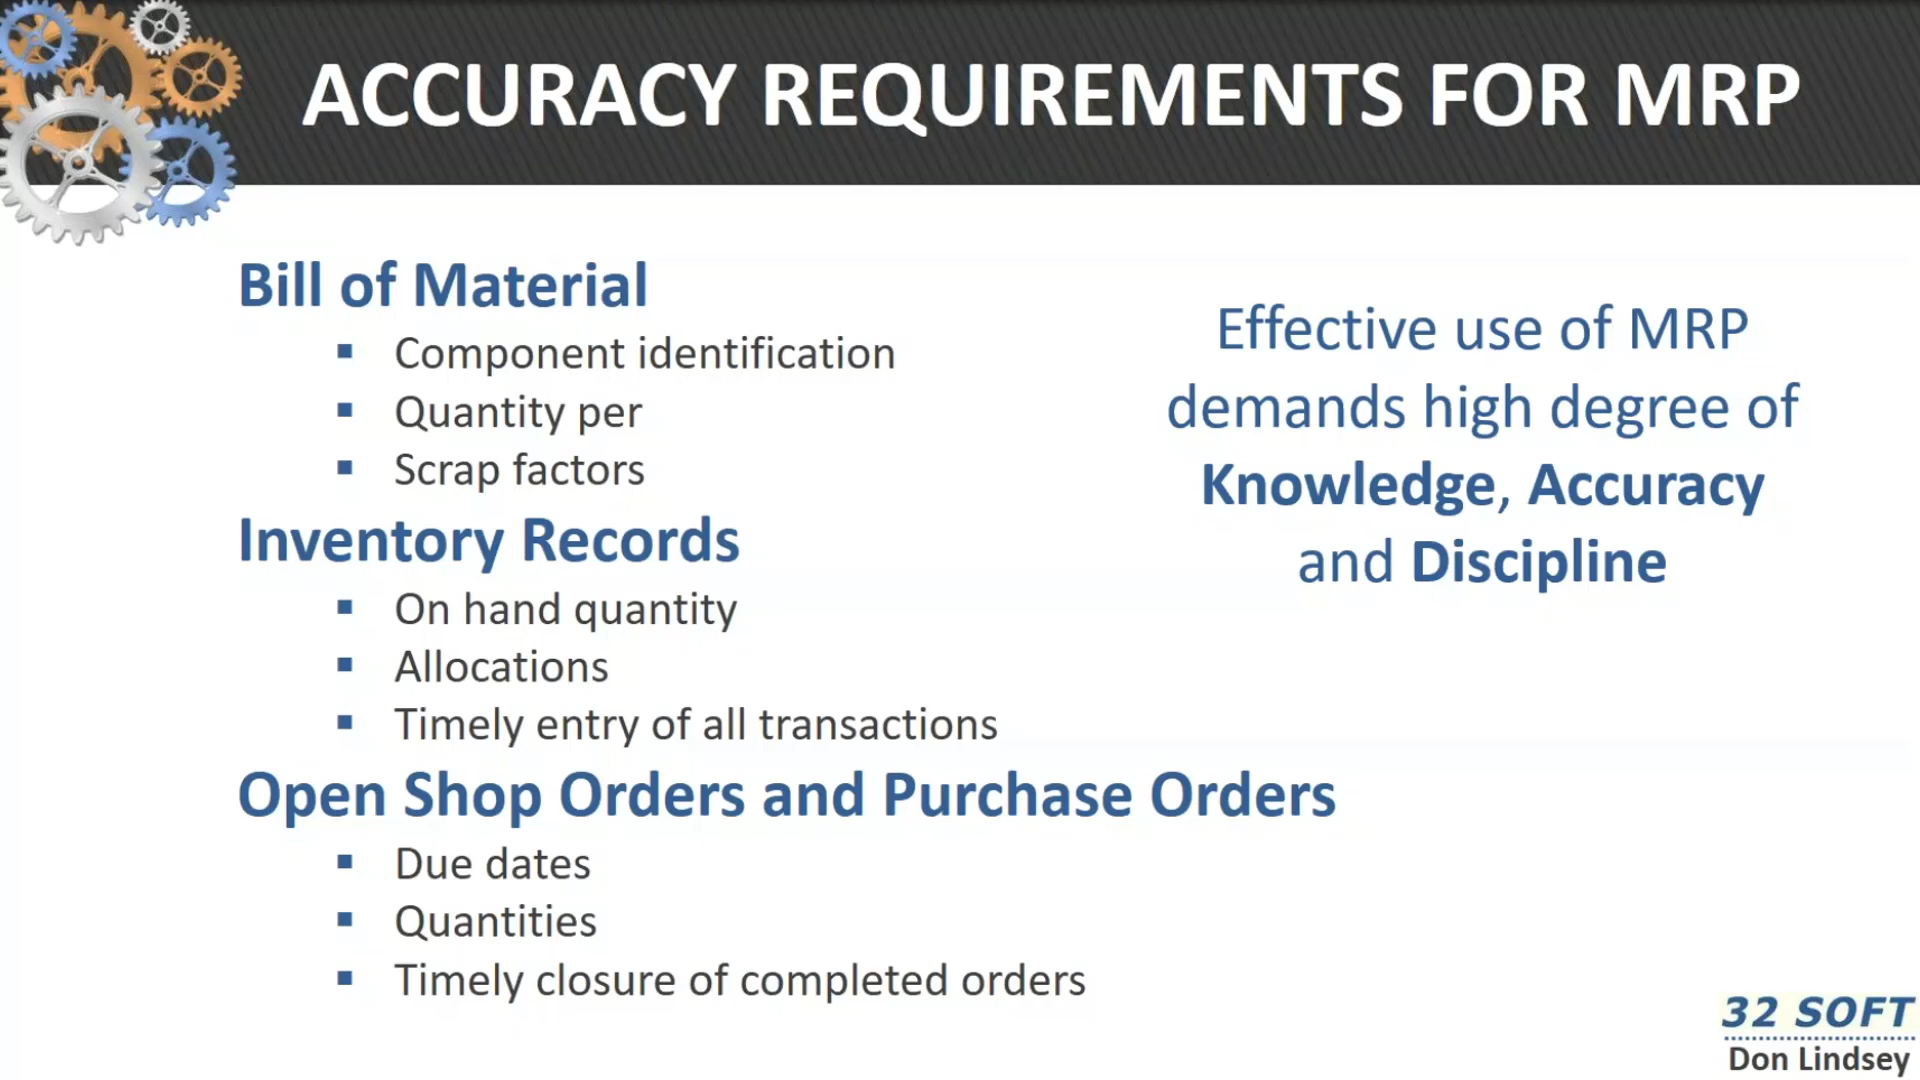 ACCURACY REQUIREMENTS FOR MRP
Bill of Material
▪ Component identification
▪ Quantity per
▪ Scrap factors
Inventory Records
▪ On hand quantity
▪ Allocations
▪ Timely entry of all transactions
Open Shop Orders and Purchase Orders
▪ Due dates
▪ Quantities
▪ Timely closure of completed orders
Effective use of MRP
demands high degree of
Knowledge, Accuracy
and Discipline
32 SOFT
Don Lindsey